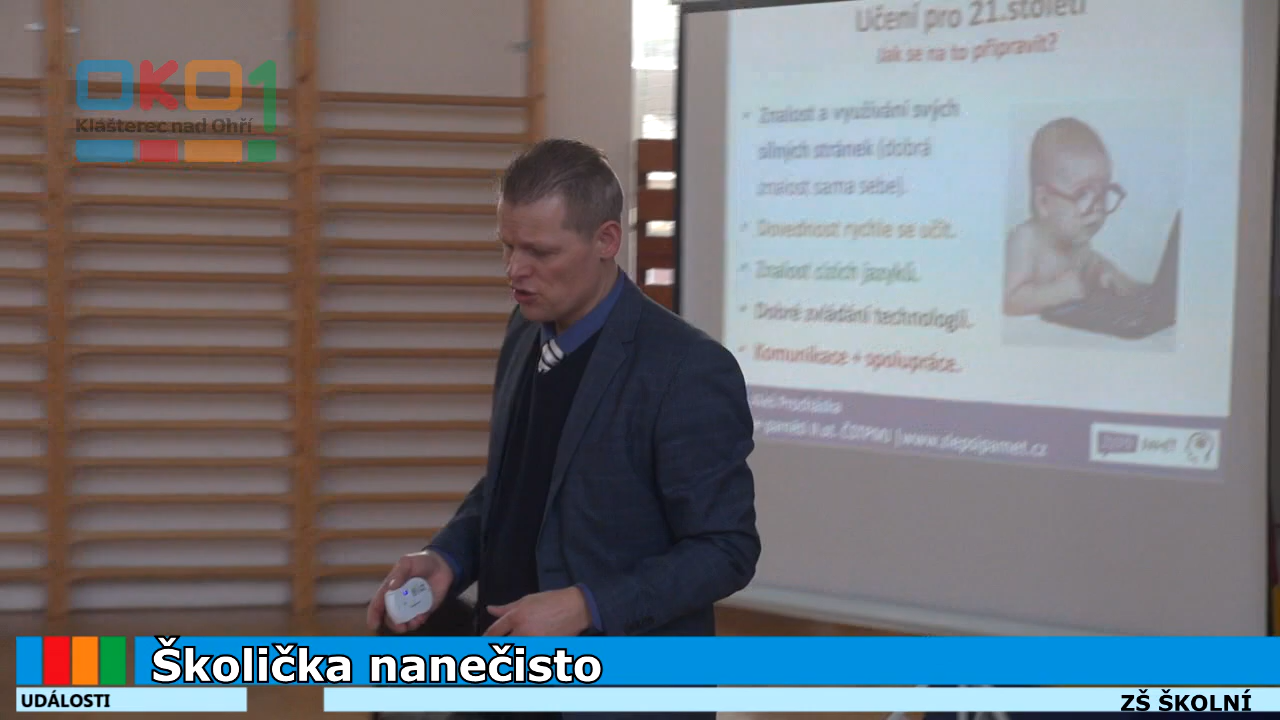 Učení pro 21.století
Jak se na to připravit?
OKO1
Klášterec nad Ohří
• Znalost a využívání svých
silných stránek (dobrá
znalost sama sebe).
• Dovednost rychle se učit.
• Znalost cizích jazyků.
• Dobré zvládání technologií.
• Komunikace + spolupráce.
Procházka
www.zlepsipamet.cz
Školička nanečisto
UDÁLOSTI
ZŠ ŠKOLNÍ